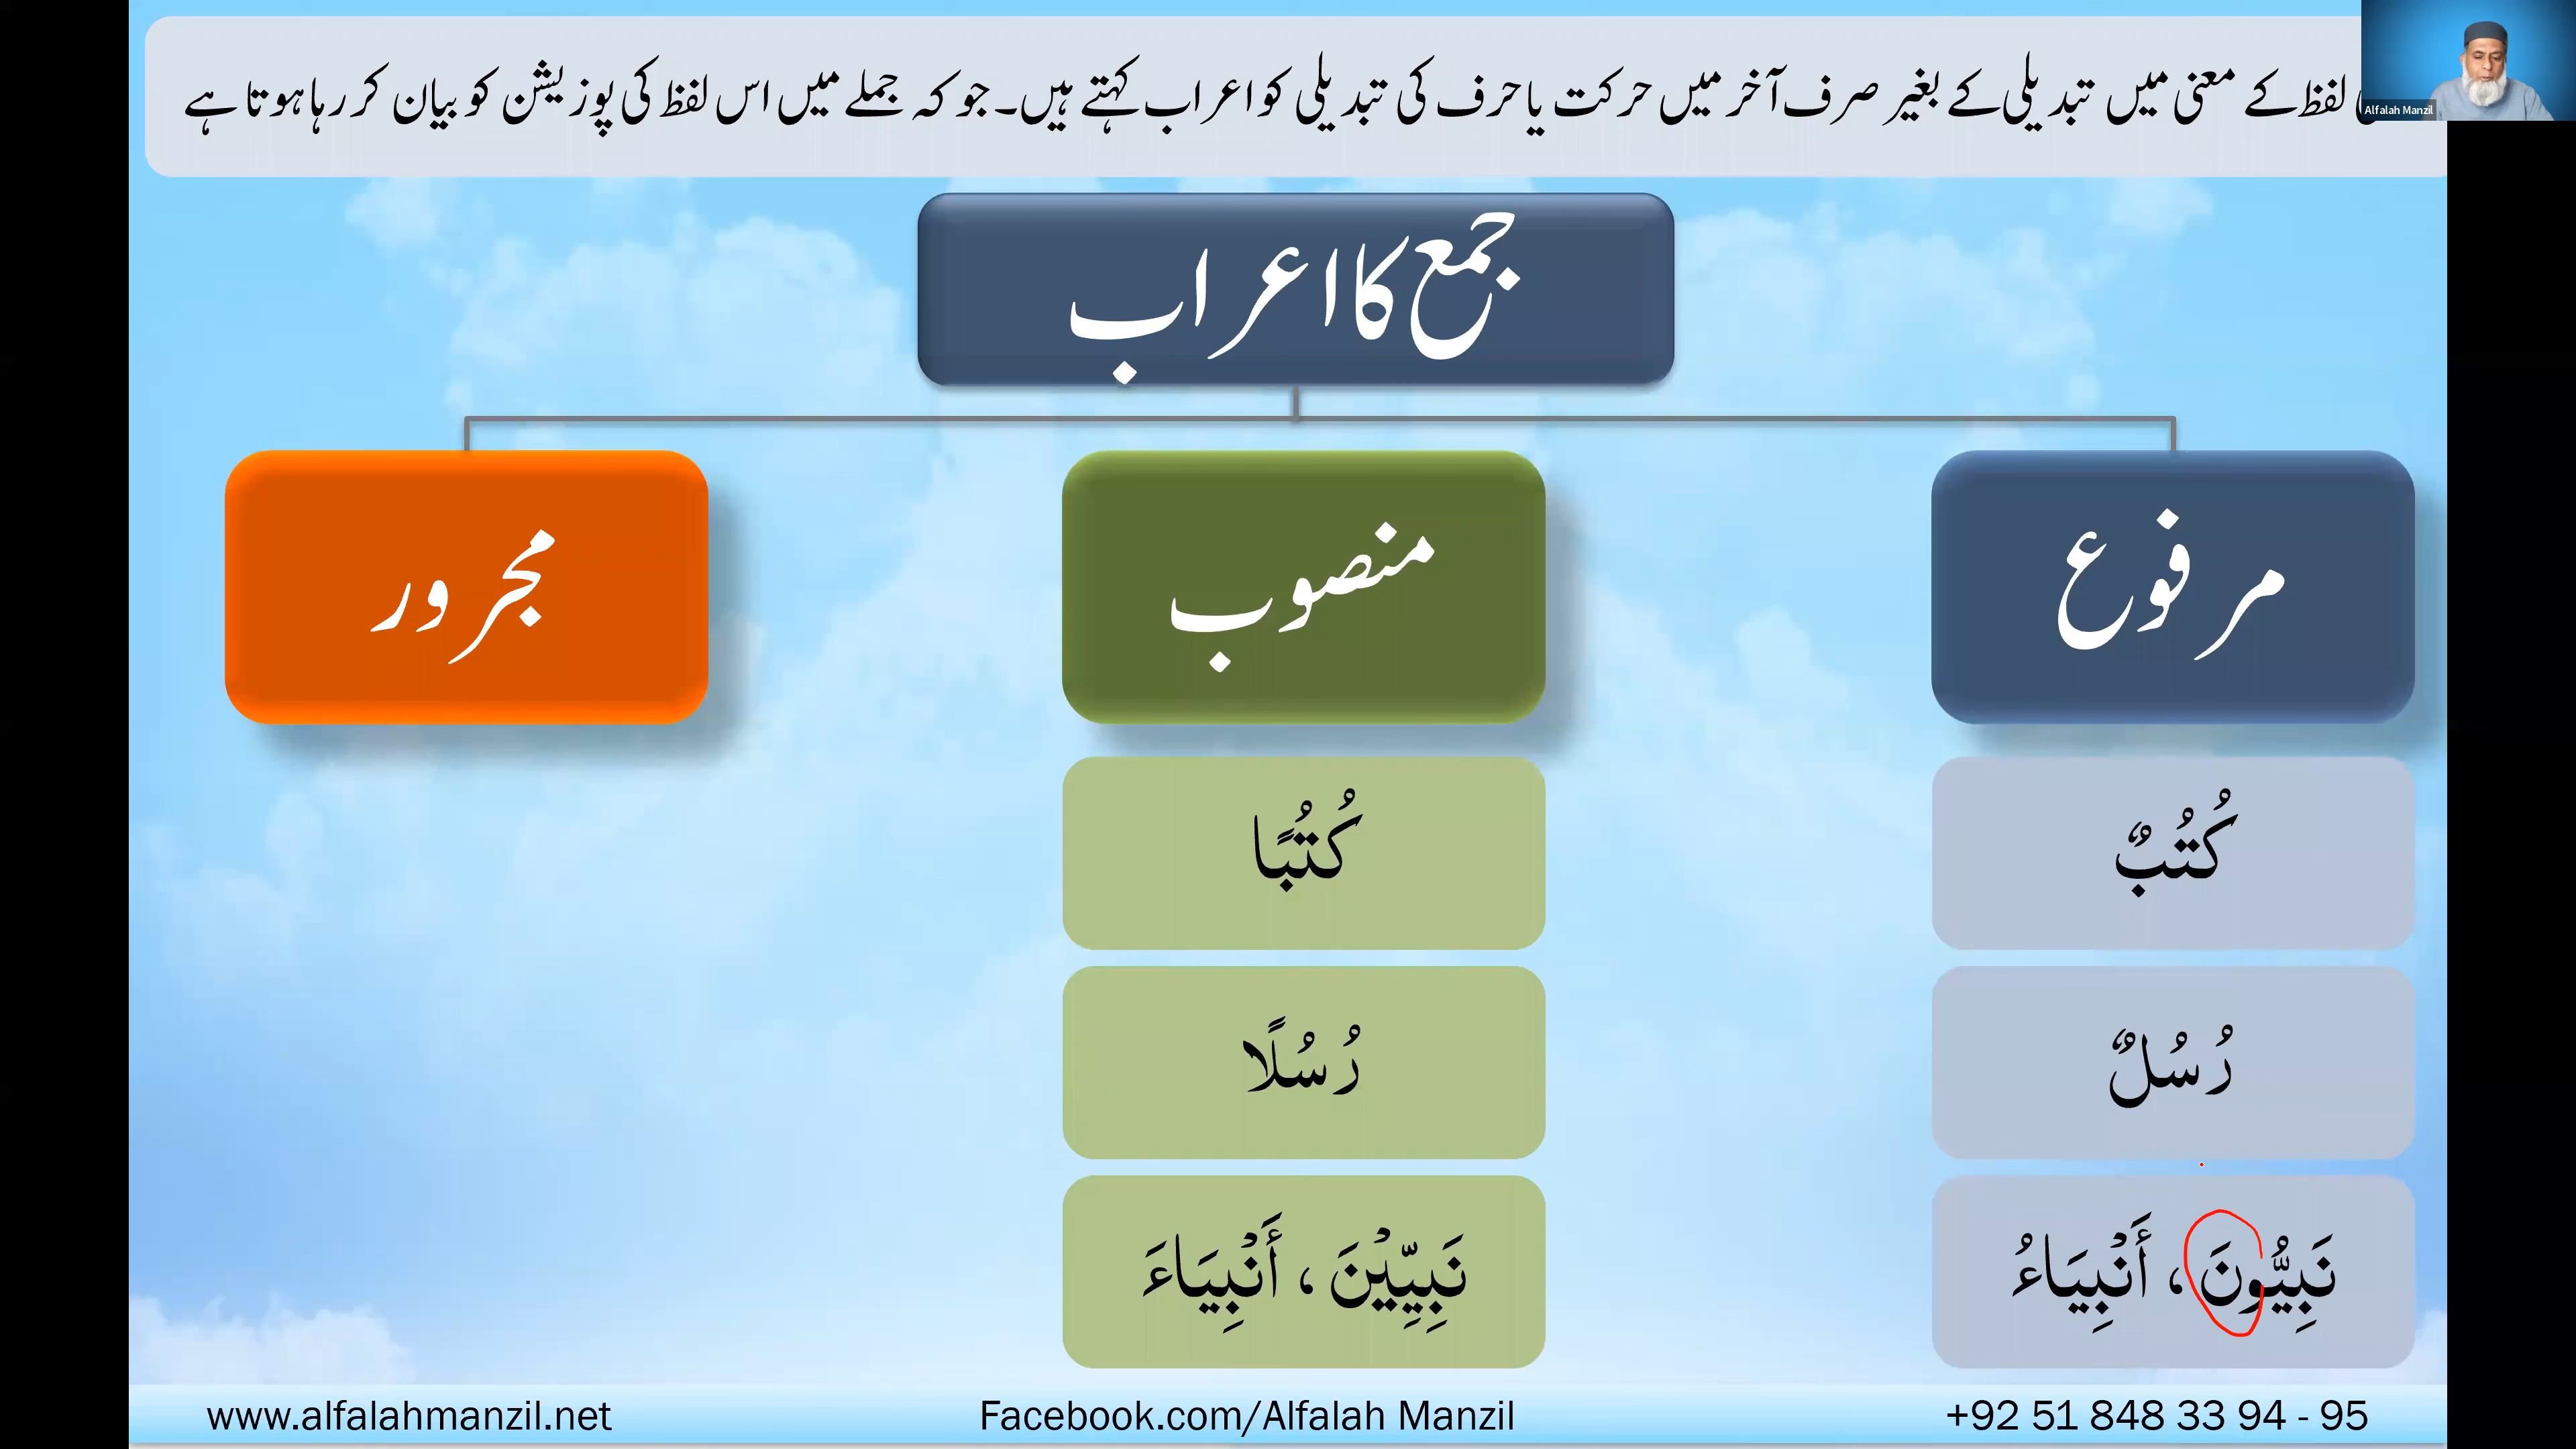 لفظ کے معنی میں تبدیلی کے بغیر صرف آخر میں حرکت یا حرف کی تبدیلی کو اعراب کہتے ہیں۔ جو کہ جملے میں اس لفظ کی پوزیشن کو بیان کر رہا ہوتا ہے
Alfalah Manzil
جمع کا اعراب
مرفوع
منصوب
مجرور
كُتُبٌ
كُتُبًا
رُسُلٌ
رُسُلًا
نَبِيُّونَ ، أَنْبِيَاءُ
نَبِيِّيْنَ ، أَنْبِيَاءَ
www.alfalahmanzil.net
Facebook.com/Alfalah Manzil
+92 51 848 33 94 - 95